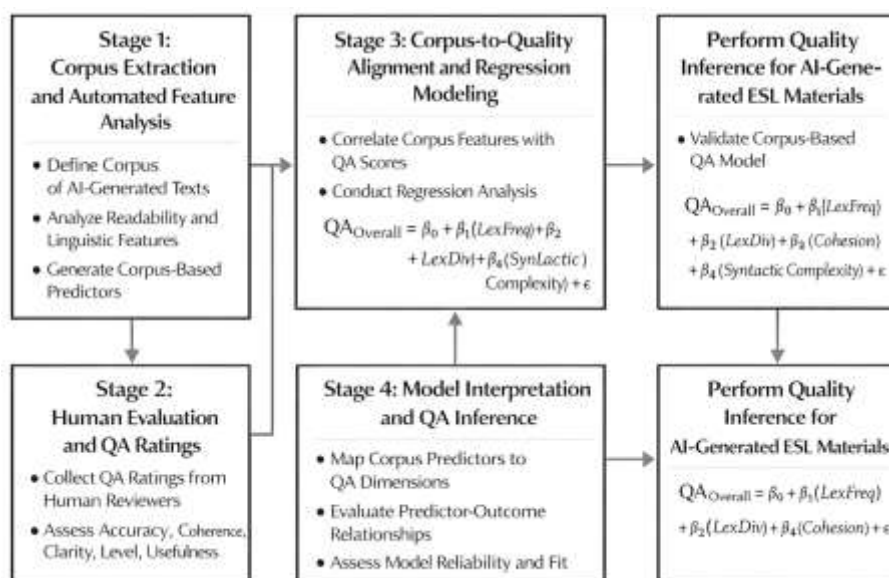 Stage 1:
Corpus Extraction
and Automated Feature
Analysis
• Define Corpus
of AI-Generated Texts
• Analyze Readability and
Linguistic Features
• Generate Corpus-Based
Predictors
Stage 2:
Human Evaluation
and QA Ratings
• Collect QA Ratings from
Human Reviewers
• Assess Accuracy, Coherence,
Clarity, Level, Usefulness
Stage 3: Corpus-to-Quality
Alignment and Regression
Modeling
• Correlate Corpus Features with
QA Scores
• Conduct Regression Analysis
QA Overall = β₀ + β₁(LexFreq) + β₂
+ LexDiv) + β₄(SynLactic)
Complexity) + ϵ
Stage 4: Model Interpretation
and QA Inference
• Map Corpus Predictors to
QA Dimensions
• Evaluate Predictor-Outcome
Relationships
• Assess Model Reliability and Fit
Perform Quality
Inference for AI-Gene-
rated ESL Materials
• Validate Corpus-Based
QA Model
QA Overall = β₀ + β₁(LexFreq)
+ β₂ (LexDiv) + β₃ (Cohesion)
+ β₄ (Syntactic Complexity) + ϵ
Perform Quality
Inference for
AI-Generated ESL Materials
QA Overall = β₀ + β₁(LexFreq)
+ β₂(LexDiv) + β₄(Cohesion) + ϵ